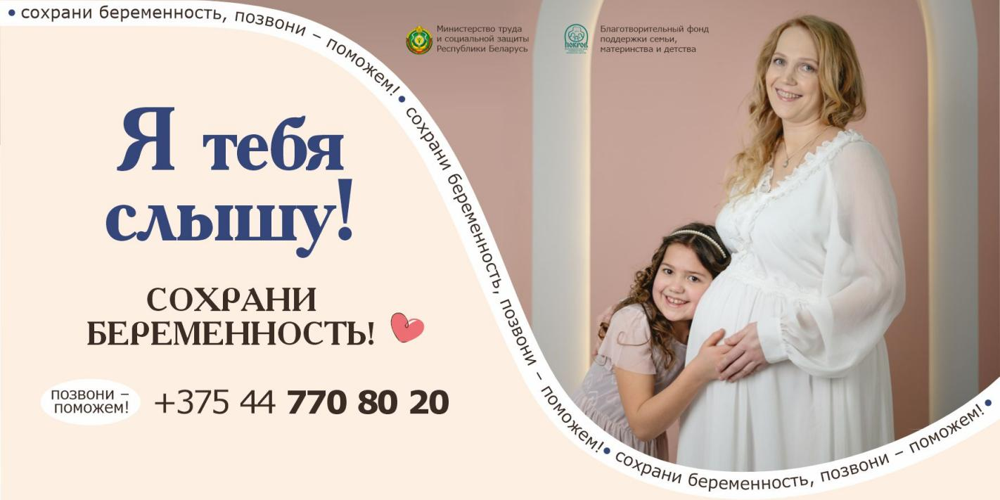 • сохрани беременность, позвони – поможем! • сохрани беременность, позвони – поможем! • сохрани беременность, позвони – поможем! •
Министерство труда
и социальной защиты
Республики Беларусь
ПОКРОВ
Благотворительный фонд
поддержки семьи,
материнства и детства
Я тебя
слышу!
СОХРАНИ
БЕРЕМЕННОСТЬ!
позвони –
поможем!
+375 44 770 80 20